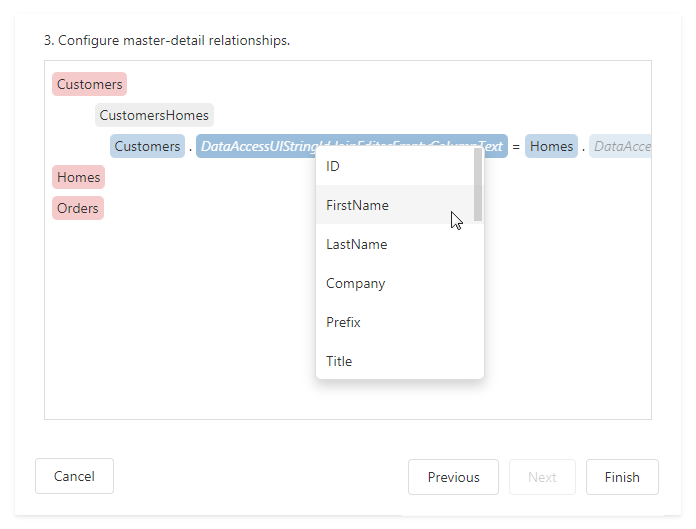 3. Configure master-detail relationships.
Customers
CustomersHomes
Customers . = Homes . DataAcce
Homes
Orders
ID
FirstName
LastName
Company
Prefix
Title
Cancel
Previous
Next
Finish